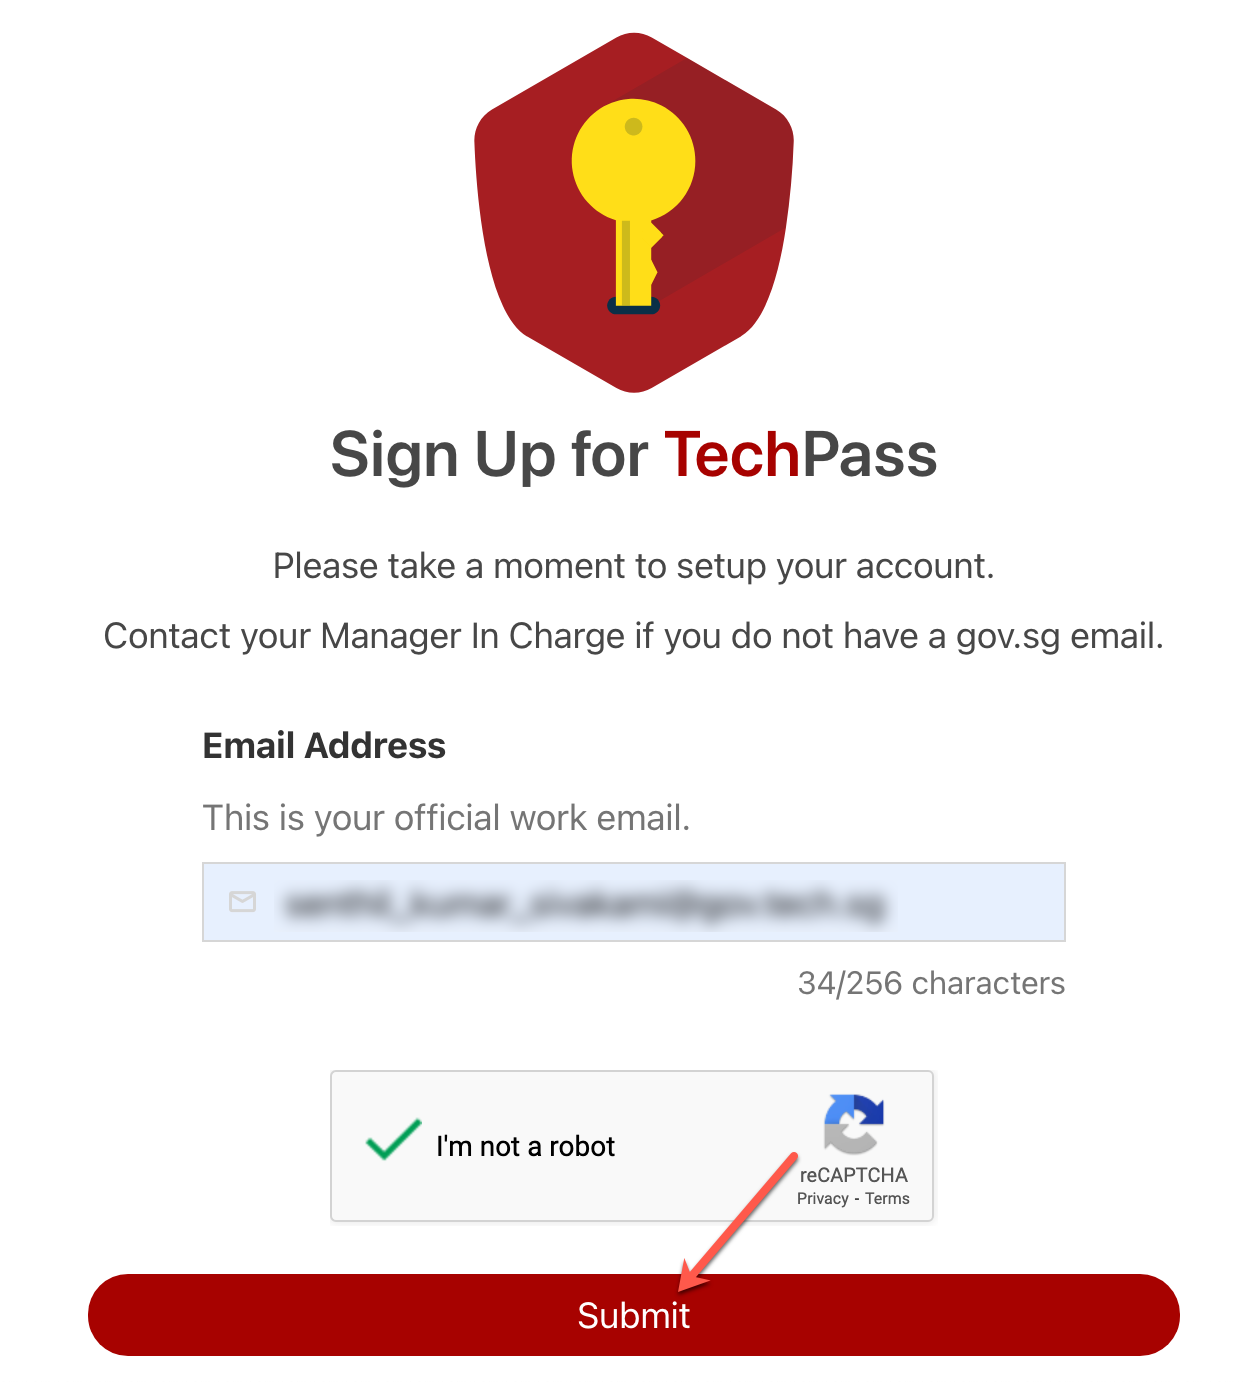 Sign Up for TechPass
Please take a moment to setup your account.
Contact your Manager In Charge if you do not have a gov.sg email.
Email Address
This is your official work email.
34/256 characters
I'm not a robot
reCAPTCHA
Privacy - Terms
Submit